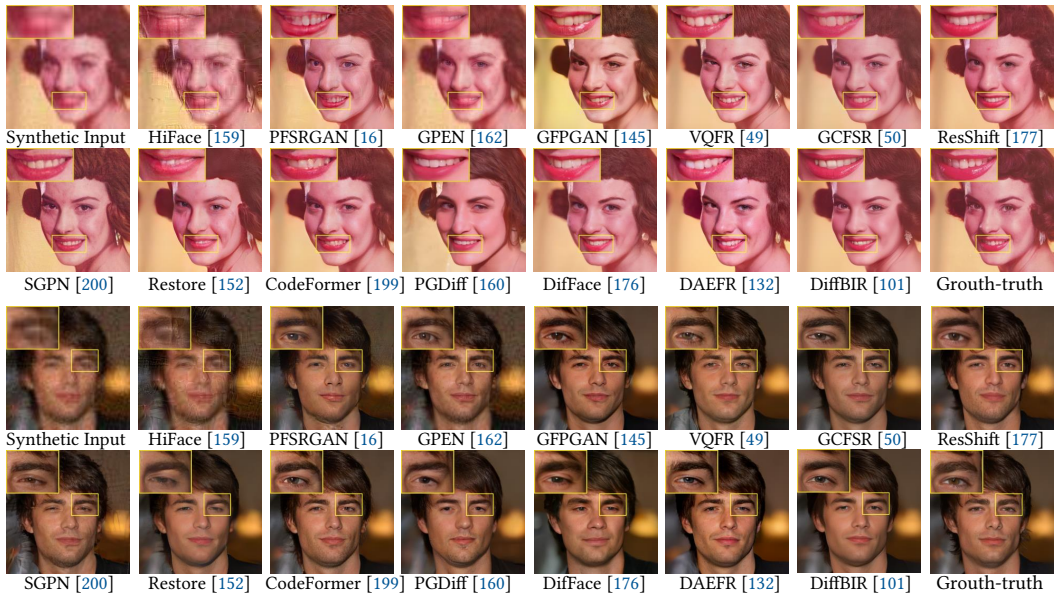 Synthetic Input HiFace [159] PFSRGAN [16] GPEN [162] GFPGAN [145] VQFR [49] GCFSR [50] ResShift [177]
SGPN [200] Restore [152] CodeFormer [199] PGDiff [160] DifFace [176] DAEFR [132] DiffBIR [101] Grouth-truth
Synthetic Input HiFace [159] PFSRGAN [16] GPEN [162] GFPGAN [145] VQFR [49] GCFSR [50] ResShift [177]
SGPN [200] Restore [152] CodeFormer [199] PGDiff [160] DifFace [176] DAEFR [132] DiffBIR [101] Grouth-truth